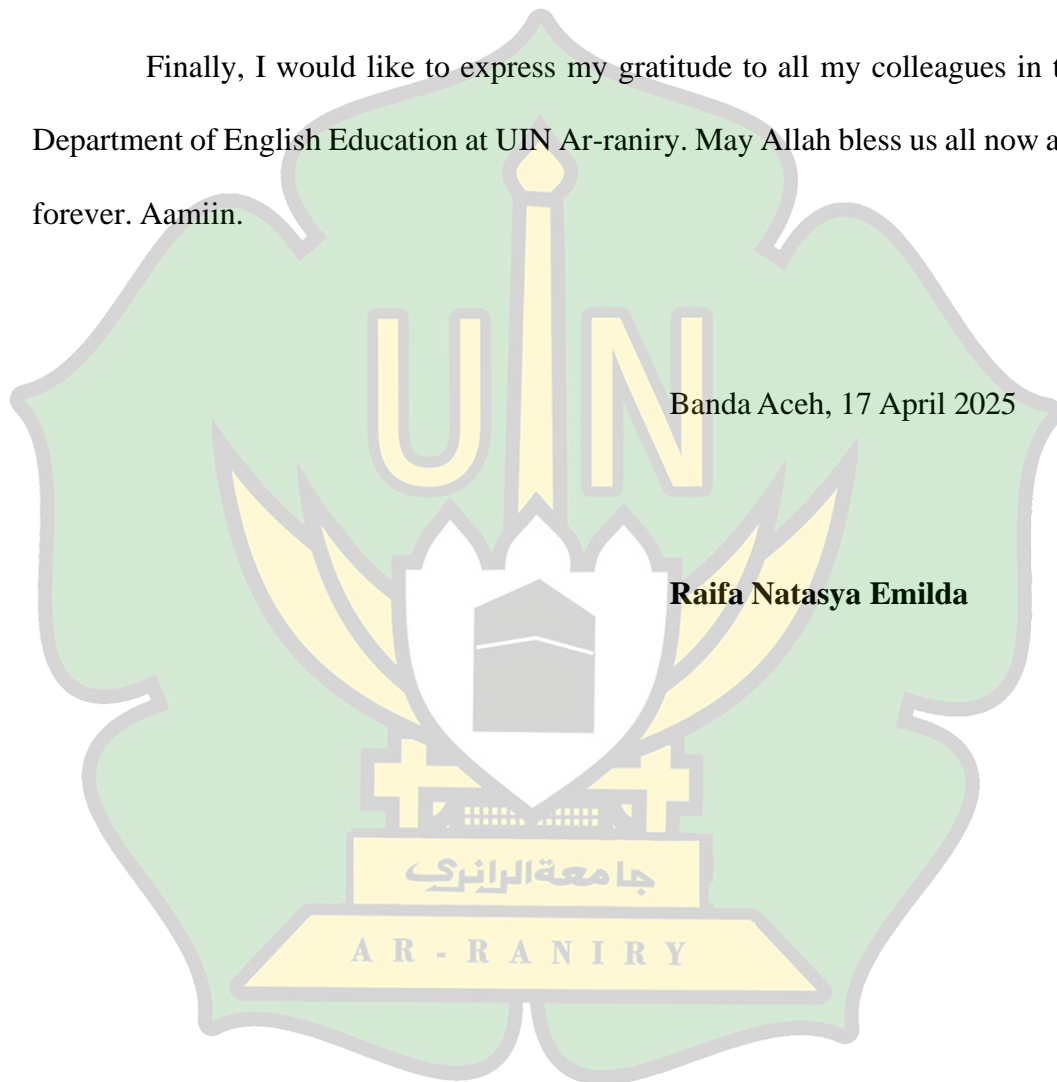 Finally, I would like to express my gratitude to all my colleagues in t
Department of English Education at UIN Ar-raniry. May Allah bless us all now a
forever. Aamiin.
UIN
Banda Aceh, 17 April 2025
Raifa Natasya Emilda
جامعة الرانري
AR-RANIRY